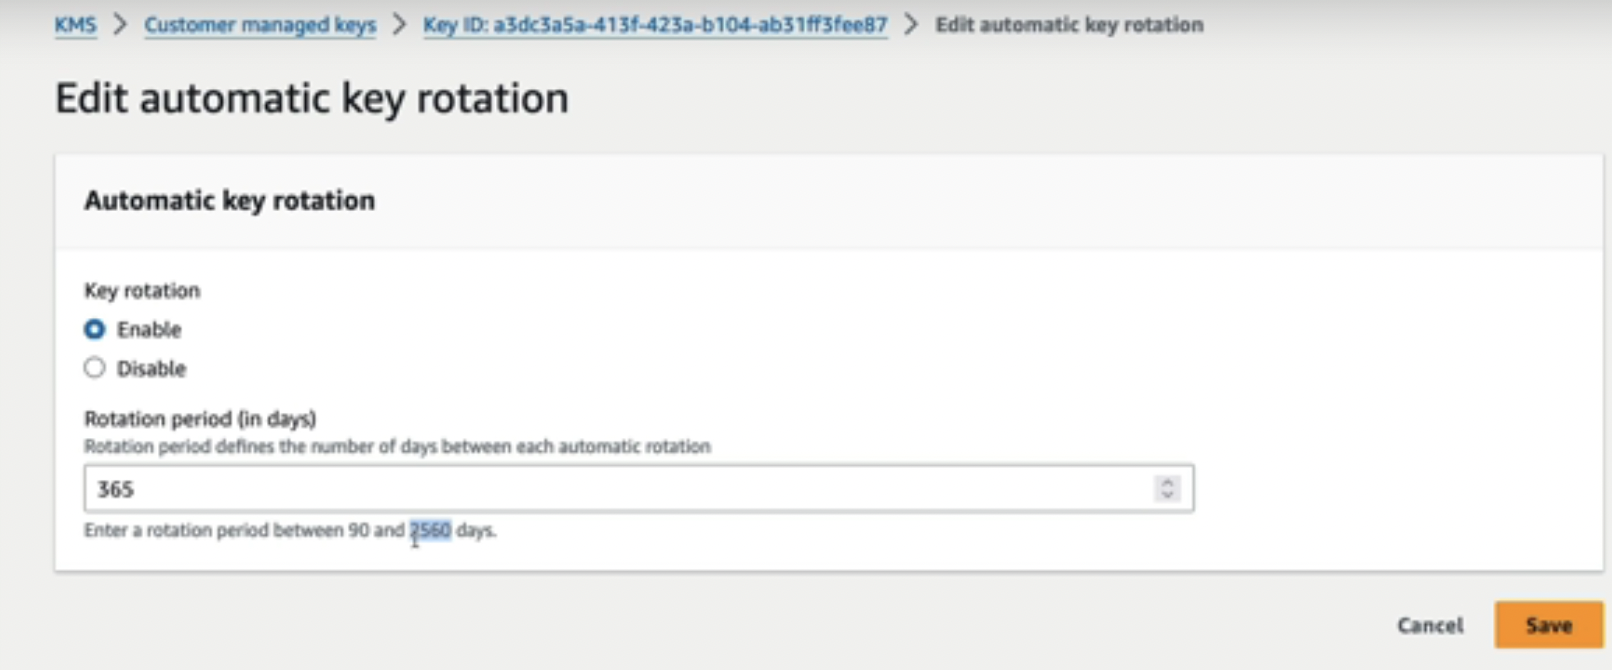 KMS > Customer managed keys > Key ID: a3dc3a5a-413f-423a-b104-ab31ff3fee87 > Edit automatic key rotation
Edit automatic key rotation
Automatic key rotation
Key rotation
Enable
Disable
Rotation period (in days)
Rotation period defines the number of days between each automatic rotation
365
Enter a rotation period between 90 and 2560 days.
Cancel Save